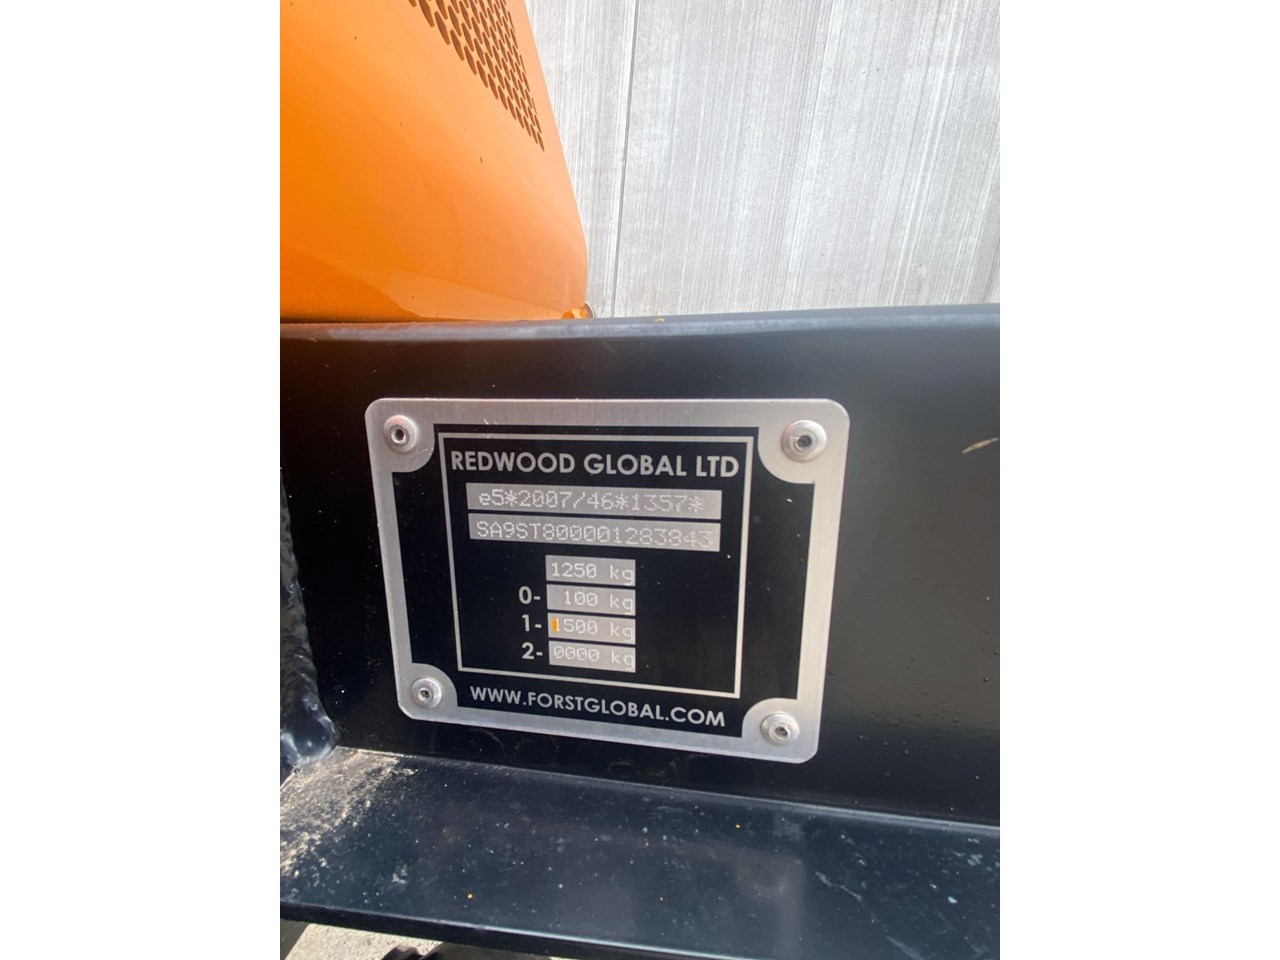 REDWOOD GLOBAL LTD
e5*2007/46*1357*
SA9ST800001283843
1250 kg
0- 100 kg
1- 1500 kg
2- 0000 kg
WWW.FORSTGLOBAL.COM